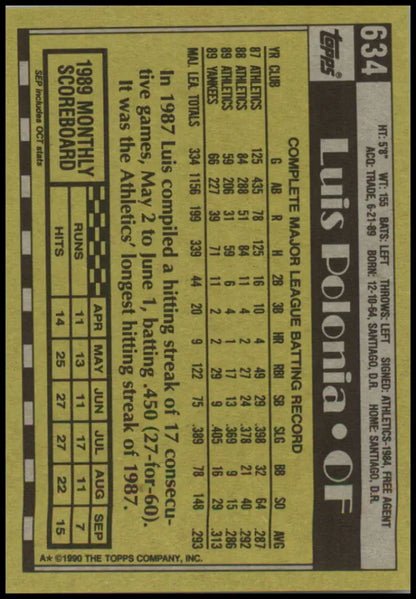 634
Topps®
Luis Polonia • OF
HT: 5'8" WT: 155 BATS: LEFT THROWS: LEFT SIGNED: ATHLETICS-1984, FREE AGENT
ACQ: TRADE, 6-21-89 BORN: 12-10-64, SANTIAGO, D.R. HOME: SANTIAGO, D.R.
COMPLETE MAJOR LEAGUE BATTING RECORD
YR CLUB G AB R H 2B 3B HR RBI SB SLG BB SO AVG
87 ATHLETICS 125 435 78 125 16 10 4 49 29 .398 32 64 .287
88 ATHLETICS 84 288 51 84 11 4 2 27 24 .378 21 40 .292
89 ATHLETICS 59 206 31 59 6 4 1 17 13 .369 9 15 .286
89 YANKEES 66 227 39 71 11 2 2 29 9 .405 16 29 .313
MAJ. LEA. TOTALS 334 1156 199 339 44 20 9 122 75 .389 78 148 .293
In 1987 Luis compiled a hitting streak of 17 consecu-
tive games, May 2 to June 1, batting .450 (27-for-60).
It was the Athletics' longest hitting streak of 1987.
1989 MONTHLY
SCOREBOARD
SEP includes OCT stats
APR MAY JUN JUL AUG SEP
RUNS 11 13 11 17 11 7
HITS 14 25 27 27 22 15
A* ©1990 THE TOPPS COMPANY, INC.